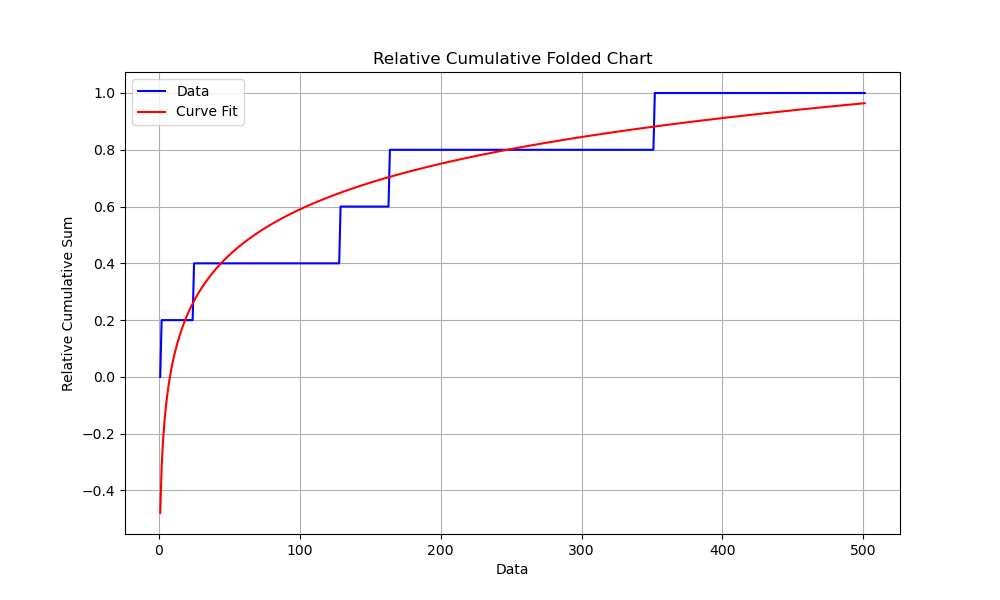 Relative Cumulative Folded Chart
Data
Curve Fit
Relative Cumulative Sum
1.0
0.8
0.6
0.4
0.2
0.0
−0.2
−0.4
0 100 200 300 400 500
Data